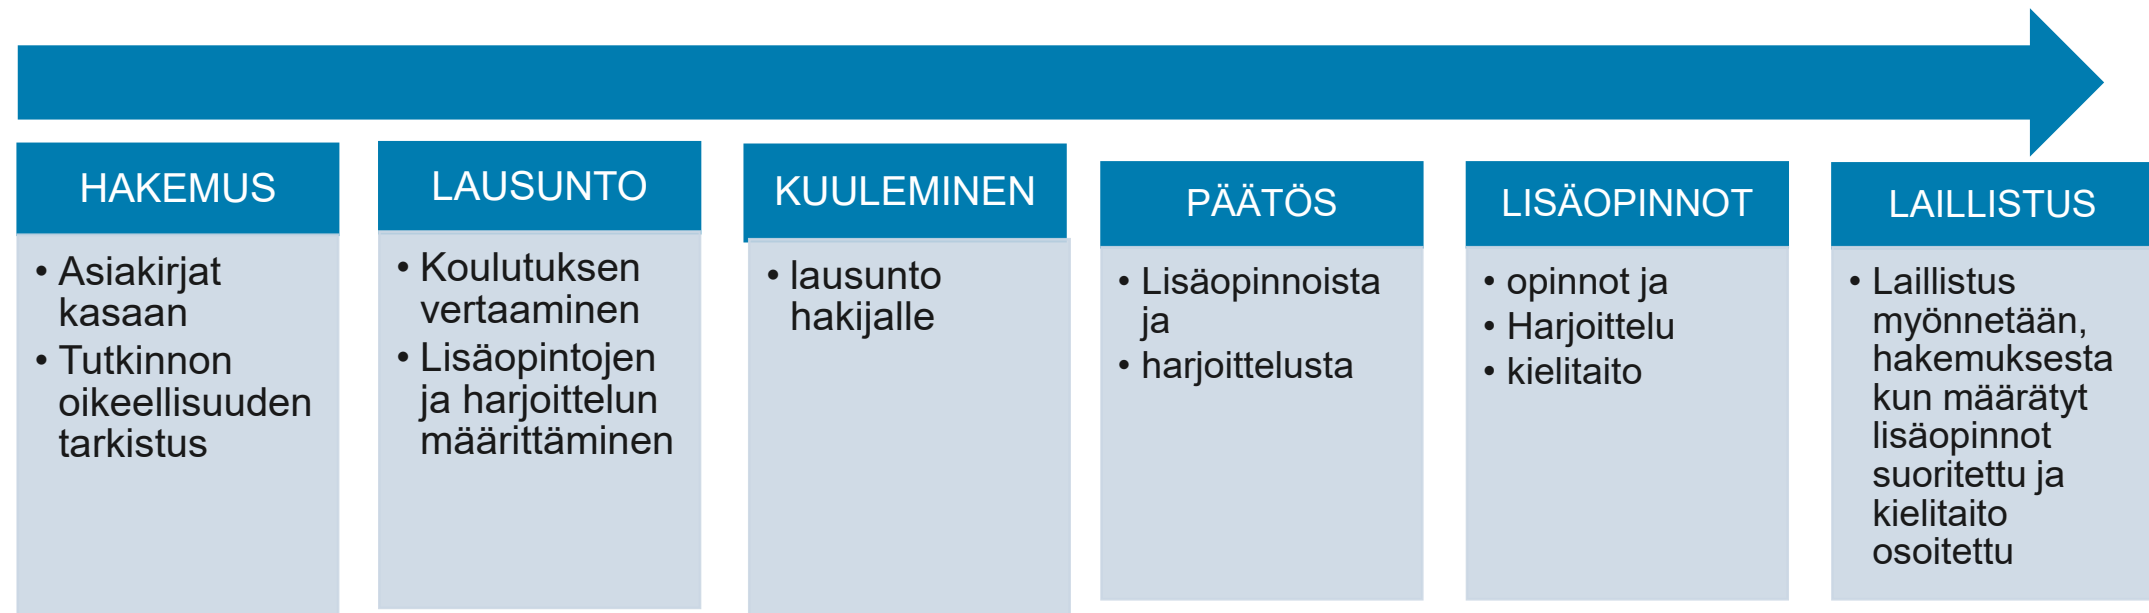 HAKEMUS
• Asiakirjat
kasaan
• Tutkinnon
oikeellisuuden
tarkistus
LAUSUNTO
• Koulutuksen
vertaaminen
• Lisäopintojen
ja harjoittelun
määrittäminen
KUULEMINEN
• lausunto
hakijalle
PÄÄTÖS
• Lisäopinnoista
ja
• harjoittelusta
LISÄOPINNOT
• opinnot ja
• Harjoittelu
• kielitaito
LAILLISTUS
• Laillistus
myönnetään,
hakemuksesta
kun määrätyt
lisäopinnot
suoritettu ja
kielitaito
osoitettu